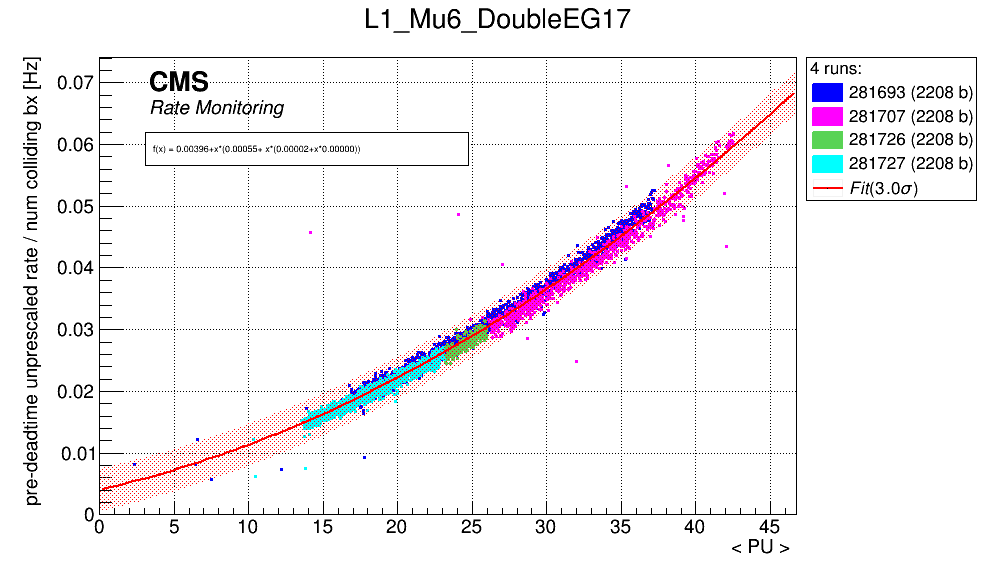 L1_Mu6_DoubleEG17
pre-deadtime unprescaled rate / num colliding bx [Hz]
0.07
0.06
0.05
0.04
0.03
0.02
0.01
0
CMS
Rate Monitoring
f(x) = 0.00396+x*(0.00055+ x*(0.00002+x*0.00000))
0 5 10 15 20 25 30 35 40 45
< PU >
4 runs:
281693 (2208 b)
281707 (2208 b)
281726 (2208 b)
281727 (2208 b)
Fit(3.0σ)